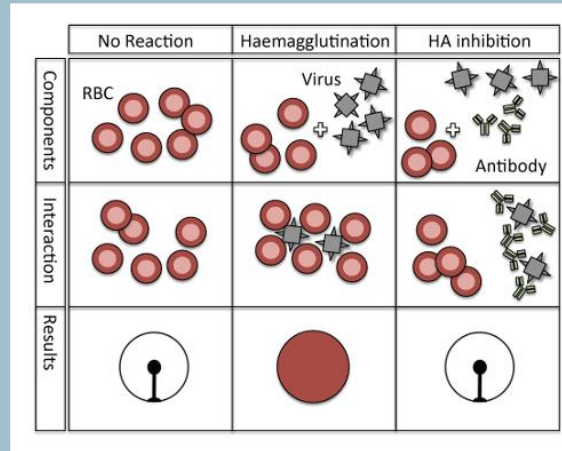 No Reaction
Haemagglutination
HA inhibition
Components
RBC
Virus
Antibody
Interaction
Results